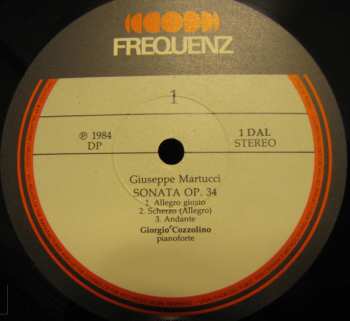 FREQUENZ
1
℗ 1984
DP
1 DAL
STEREO
Giuseppe Martucci
SONATA OP. 34
1. Allegro giusto
2. Scherzo (Allegro)
3. Andante
Giorgio Cozzolino
pianoforte